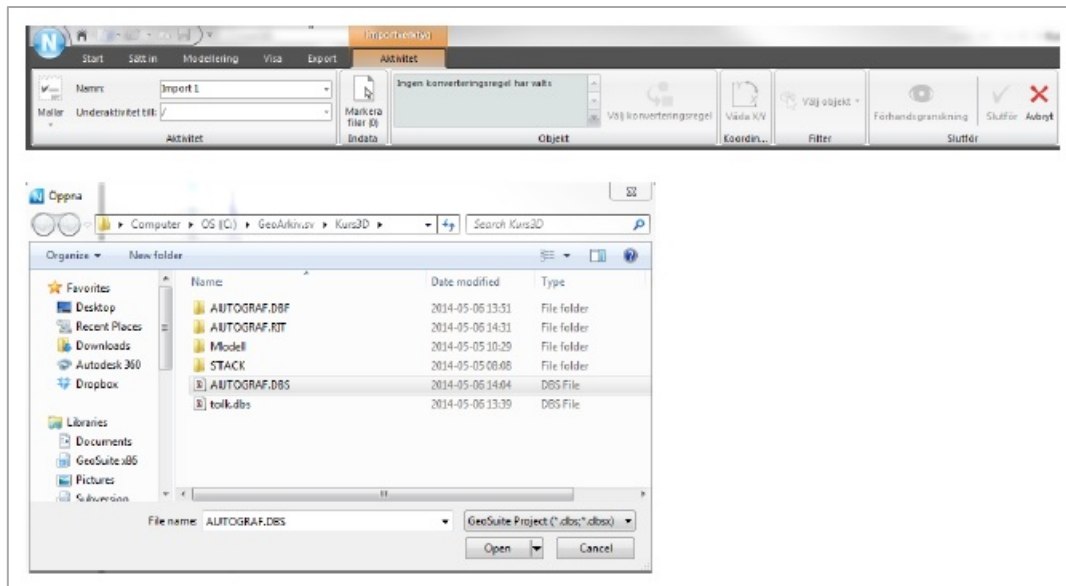 Importverktyg
Start Sätt in Modellering Visa Export Aktivitet
Mallar
Namn: Import 1
Underaktivitet till: /
Aktivitet
Markera filer (0)
Indata
Ingen konverteringsregel har valts
Välj konverteringsregel
Objekt
Växla X/Y
Koordin...
Välj objekt
Filter
Förhandsgranskning Slutför Avbryt
Slutför
Öppna
Computer OS (C:) GeoArkiv.sv Kurs3D Search Kurs3D
Organize New folder
Favorites
Desktop
Recent Places
Downloads
Autodesk 360
Dropbox
Libraries
Documents
GeoSuite x86
Pictures
Subversion
Name Date modified Type
AUTOGRAF.DBF 2014-05-06 13:51 File folder
AUTOGRAF.RIT 2014-05-06 14:31 File folder
Modell 2014-05-05 10:29 File folder
STACK 2014-05-05 08:08 File folder
AUTOGRAF.DBS 2014-05-06 14:04 DBS File
tolk.dbs 2014-05-06 13:39 DBS File
File name: AUTOGRAF.DBS GeoSuite Project (*.dbs;*.dbsx)
Open Cancel